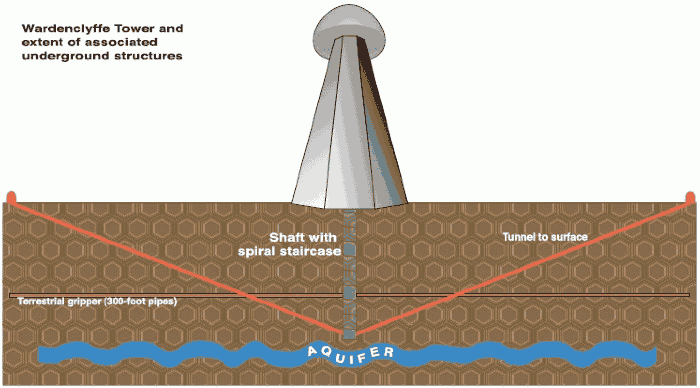 Wardenclyffe Tower and
extent of associated
underground structures
Shaft with
spiral staircase
Tunnel to surface
Terrestrial gripper (300-foot pipes)
AQUIFER